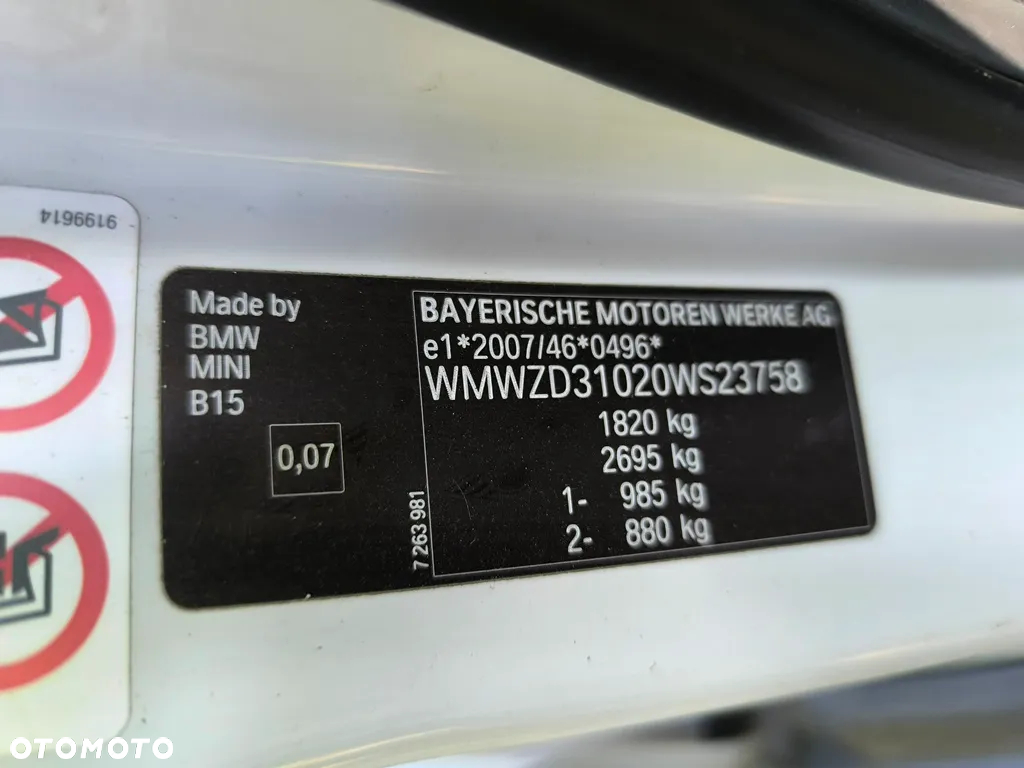 9199614
Made by
BMW
MINI
B15
0,07
7 263 981
BAYERISCHE MOTOREN WERKE AG
e1*2007/46*0496*
WMWZD31020WS23758
1820 kg
2695 kg
1- 985 kg
2- 880 kg
OTOMOTO